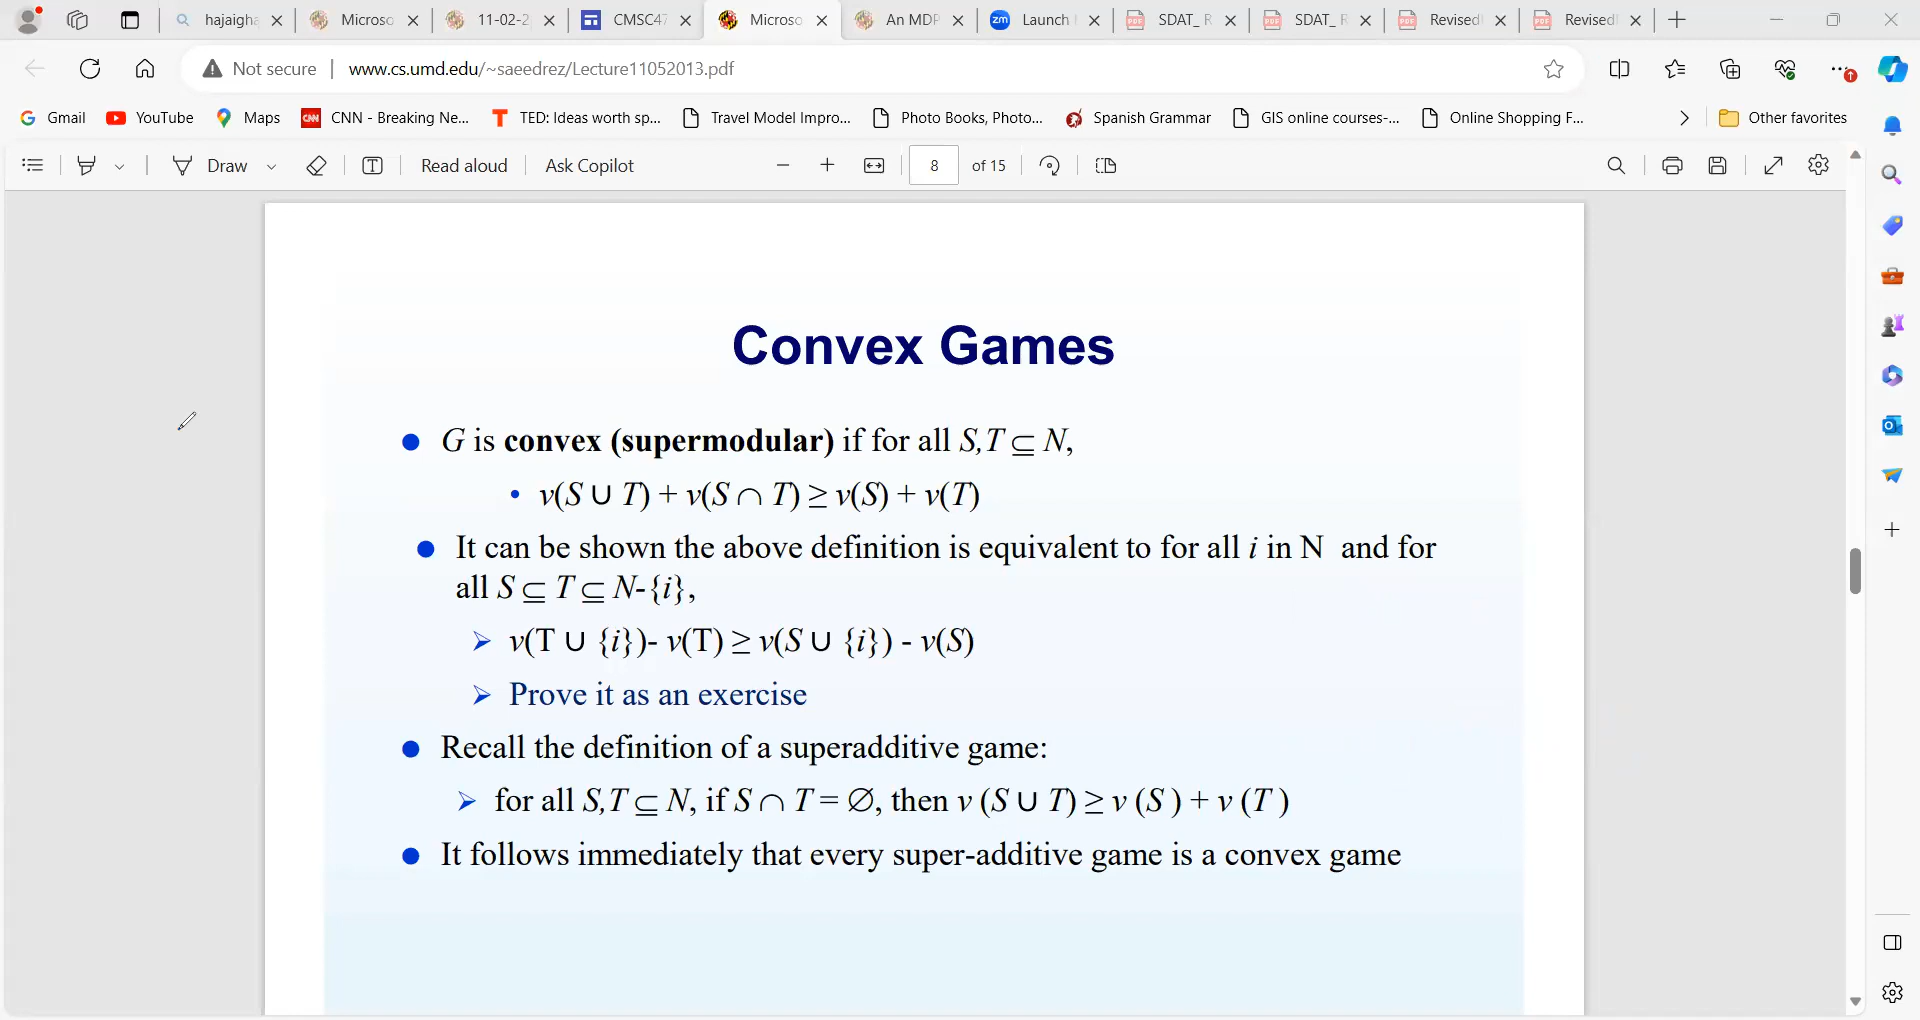 hajaigha
Microso
11-02-2
CMSC47
Microso
An MDP
Launch
SDAT_ R
SDAT_ R
Revised
Revised
Not secure | www.cs.umd.edu/~saeedrez/Lecture11052013.pdf
Gmail YouTube Maps CNN - Breaking Ne... TED: Ideas worth sp... Travel Model Impro... Photo Books, Photo... Spanish Grammar GIS online courses-... Online Shopping F... Other favorites
Draw Read aloud Ask Copilot 8 of 15
Convex Games
G is convex (supermodular) if for all S,T ⊆ N,
v(S ∪ T) + v(S ∩ T) ≥ v(S) + v(T)
It can be shown the above definition is equivalent to for all i in N and for
all S ⊆ T ⊆ N-{i},
v(T ∪ {i})- v(T) ≥ v(S ∪ {i}) - v(S)
Prove it as an exercise
Recall the definition of a superadditive game:
for all S,T ⊆ N, if S ∩ T = ∅, then v (S ∪ T) ≥ v (S ) + v (T )
It follows immediately that every super-additive game is a convex game